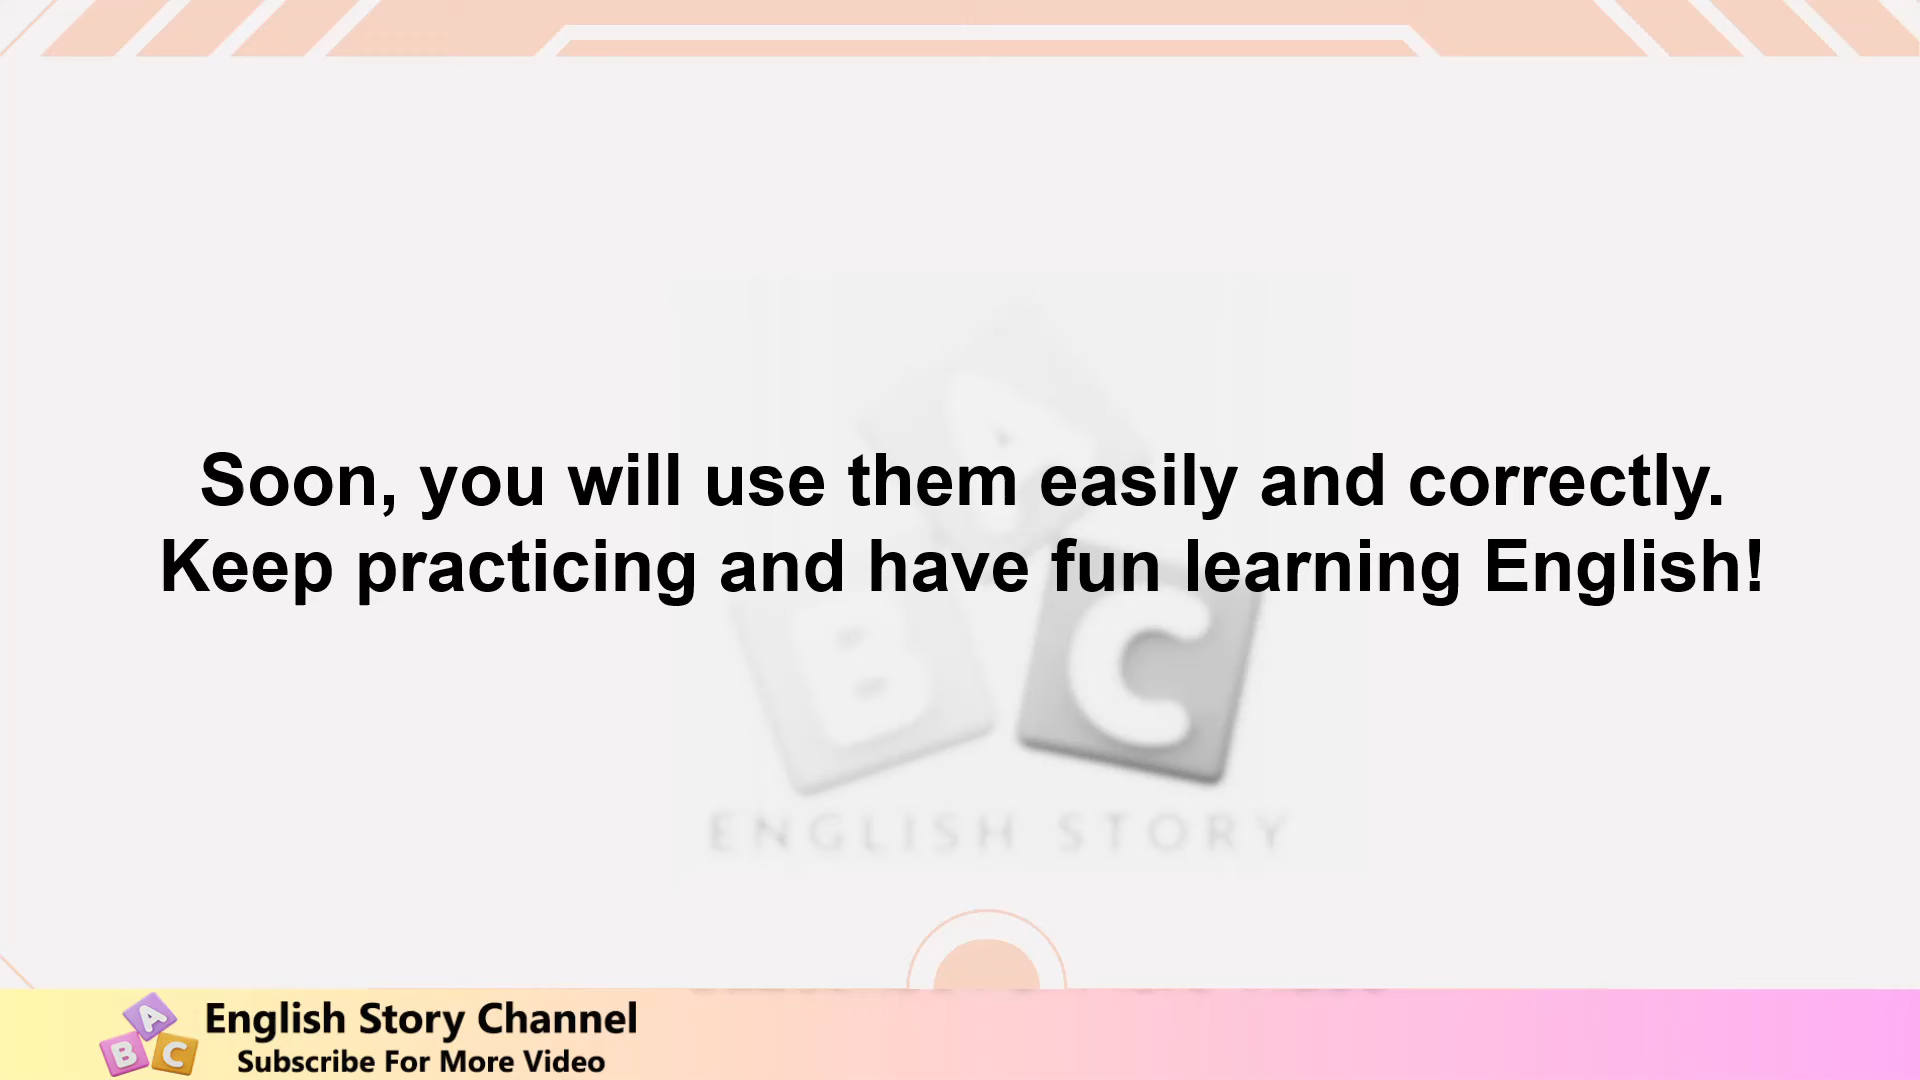 Soon, you will use them easily and correctly.
Keep practicing and have fun learning English!
A
B C
ENGLISH STORY
A
B C
English Story Channel
Subscribe For More Video